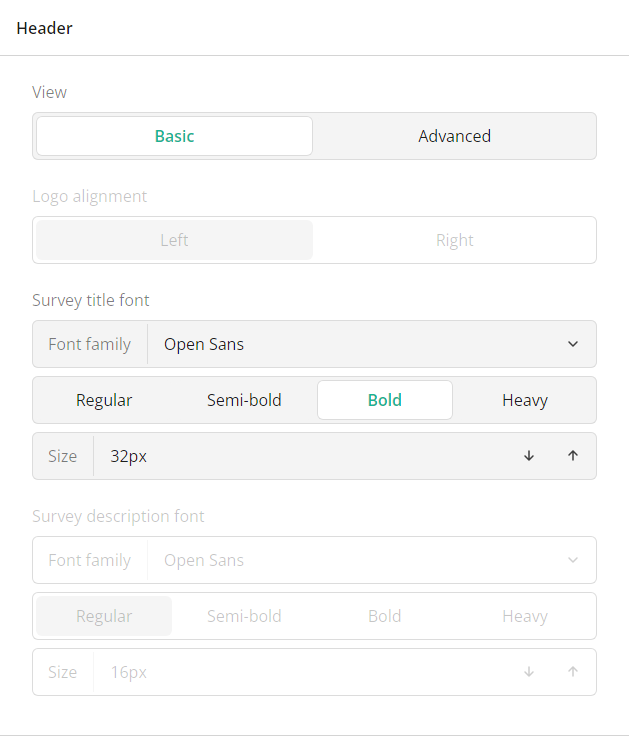 Header
View
Basic Advanced
Logo alignment
Left Right
Survey title font
Font family Open Sans
Regular Semi-bold Bold Heavy
Size 32px
Survey description font
Font family Open Sans
Regular Semi-bold Bold Heavy
Size 16px